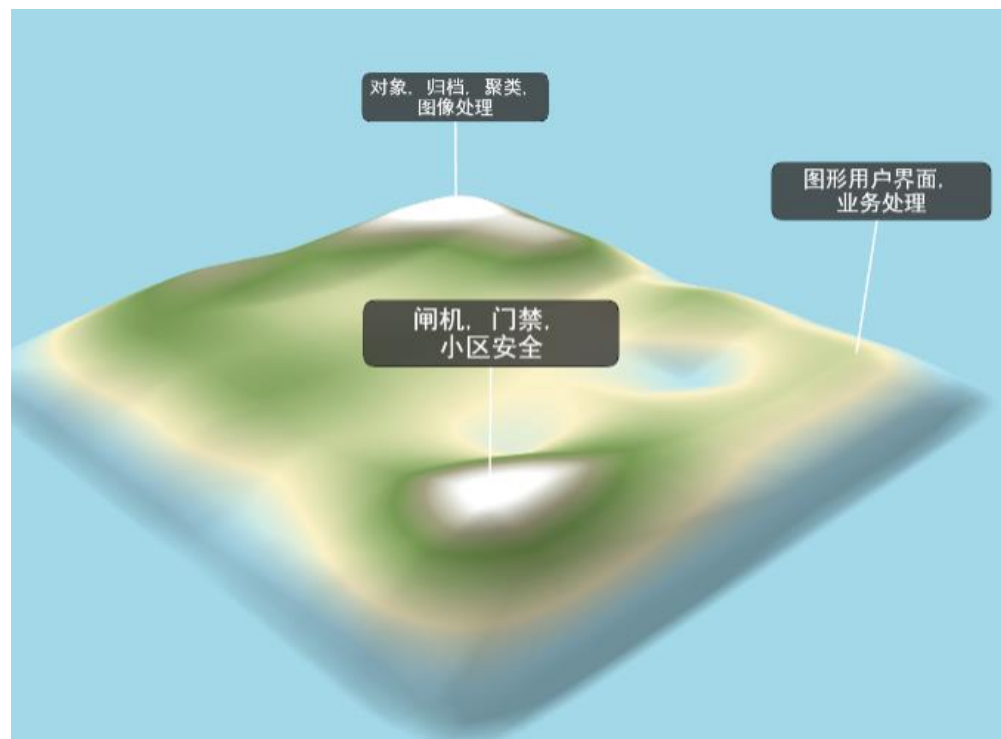 对象, 归档, 聚类,
图像处理
图形用户界面,
业务处理
闸机, 门禁,
小区安全